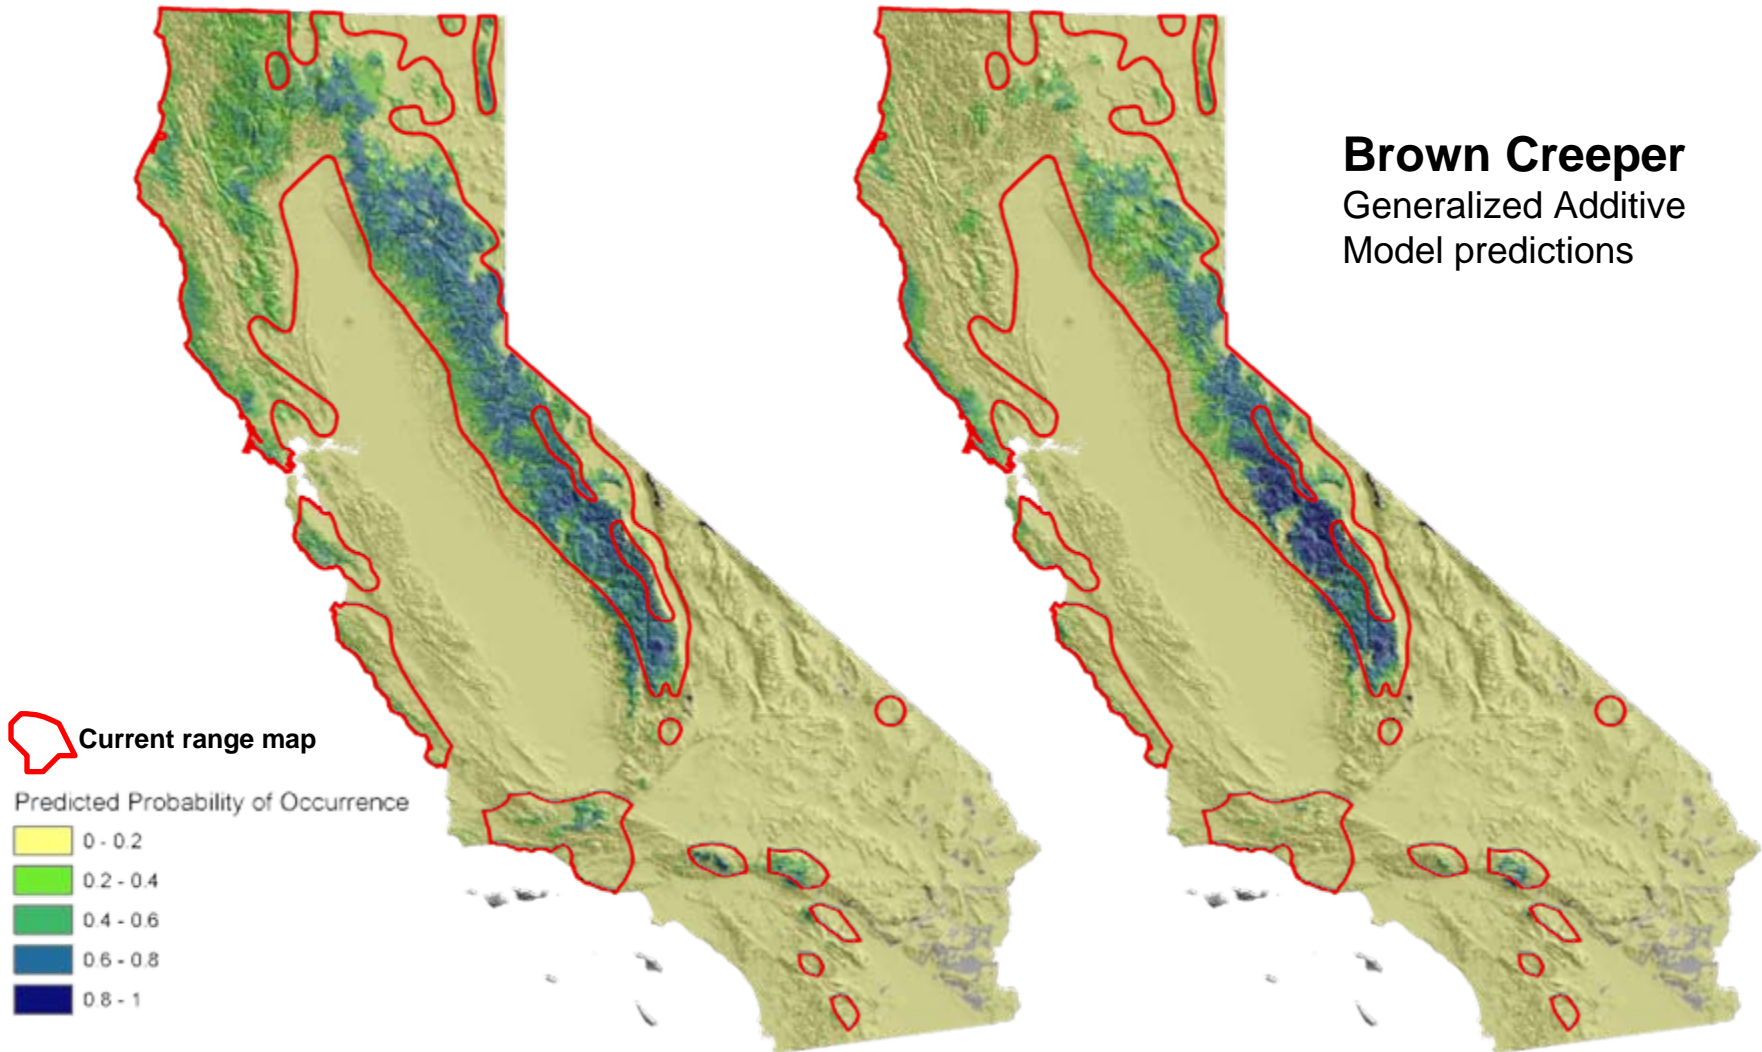 Brown Creeper
Generalized Additive
Model predictions
Current range map
Predicted Probability of Occurrence
0 - 0.2
0.2 - 0.4
0.4 - 0.6
0.6 - 0.8
0.8 - 1